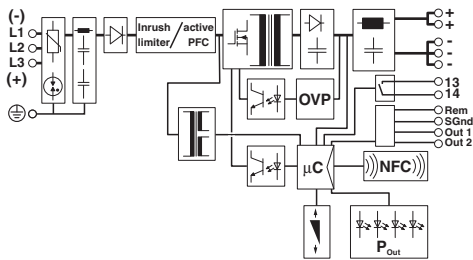 (-)
L1
L2
L3
(+)
Inrush / active
limiter / PFC
+
+
-
-
-
OVP
13
14
Rem
SGnd
Out 1
Out 2
µC
NFC
P Out